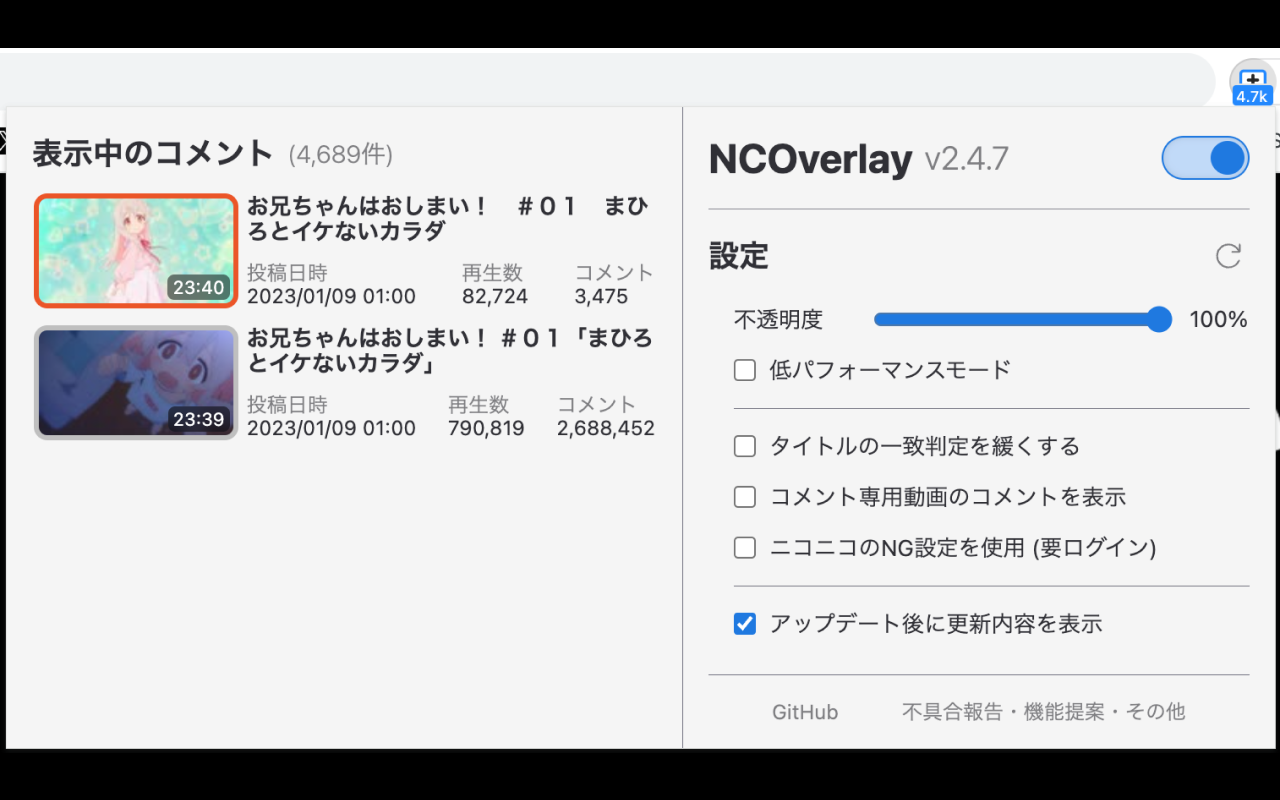 4.7k
表示中のコメント (4,689件)
23:40
お兄ちゃんはおしまい！　＃０１　まひ
ろとイケないカラダ
投稿日時 再生数 コメント
2023/01/09 01:00 82,724 3,475
23:39
お兄ちゃんはおしまい！＃０１「まひろ
とイケないカラダ」
投稿日時 再生数 コメント
2023/01/09 01:00 790,819 2,688,452
NCOverlay v2.4.7
設定
不透明度 100%
低パフォーマンスモード
タイトルの一致判定を緩くする
コメント専用動画のコメントを表示
ニコニコのNG設定を使用 (要ログイン)
アップデート後に更新内容を表示
GitHub 不具合報告・機能提案・その他